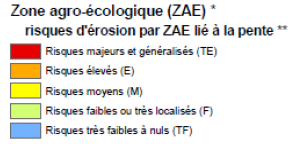 Zone agro-écologique (ZAE) *
risques d'érosion par ZAE lié à la pente **
Risques majeurs et généralisés (TE)
Risques élevés (E)
Risques moyens (M)
Risques faibles ou très localisés (F)
Risques très faibles à nuls (TF)